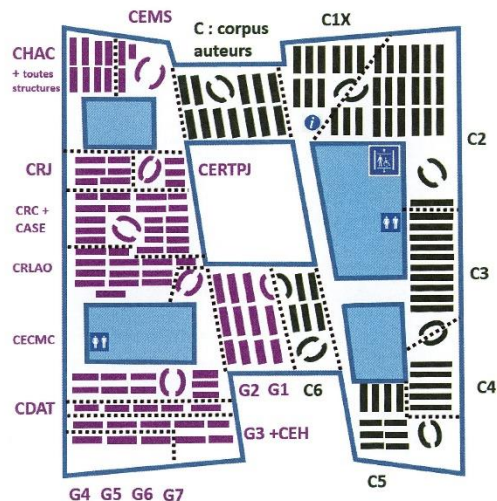 CEMS
C : corpus
auteurs
C1X
CHAC
+ toutes
structures
i
C2
CRJ
CERTPJ
CRC +
CASE
CRLAO
C3
CECMC
C4
CDAT
G2 G1 C6
G3 +CEH
C5
G4 G5 G6 G7